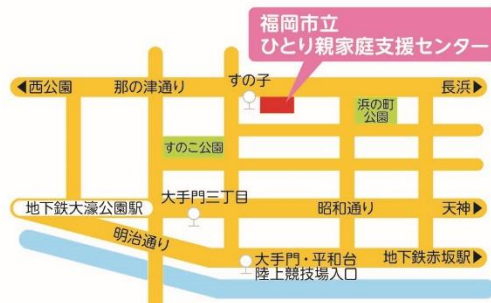 福岡市立
ひとり親家庭支援センター
◀西公園
那の津通り
すの子
長浜▶
浜の町
公園
すのこ公園
大手門三丁目
地下鉄大濠公園駅
昭和通り
天神▶
明治通り
大手門・平和台
陸上競技場入口
地下鉄赤坂駅▶